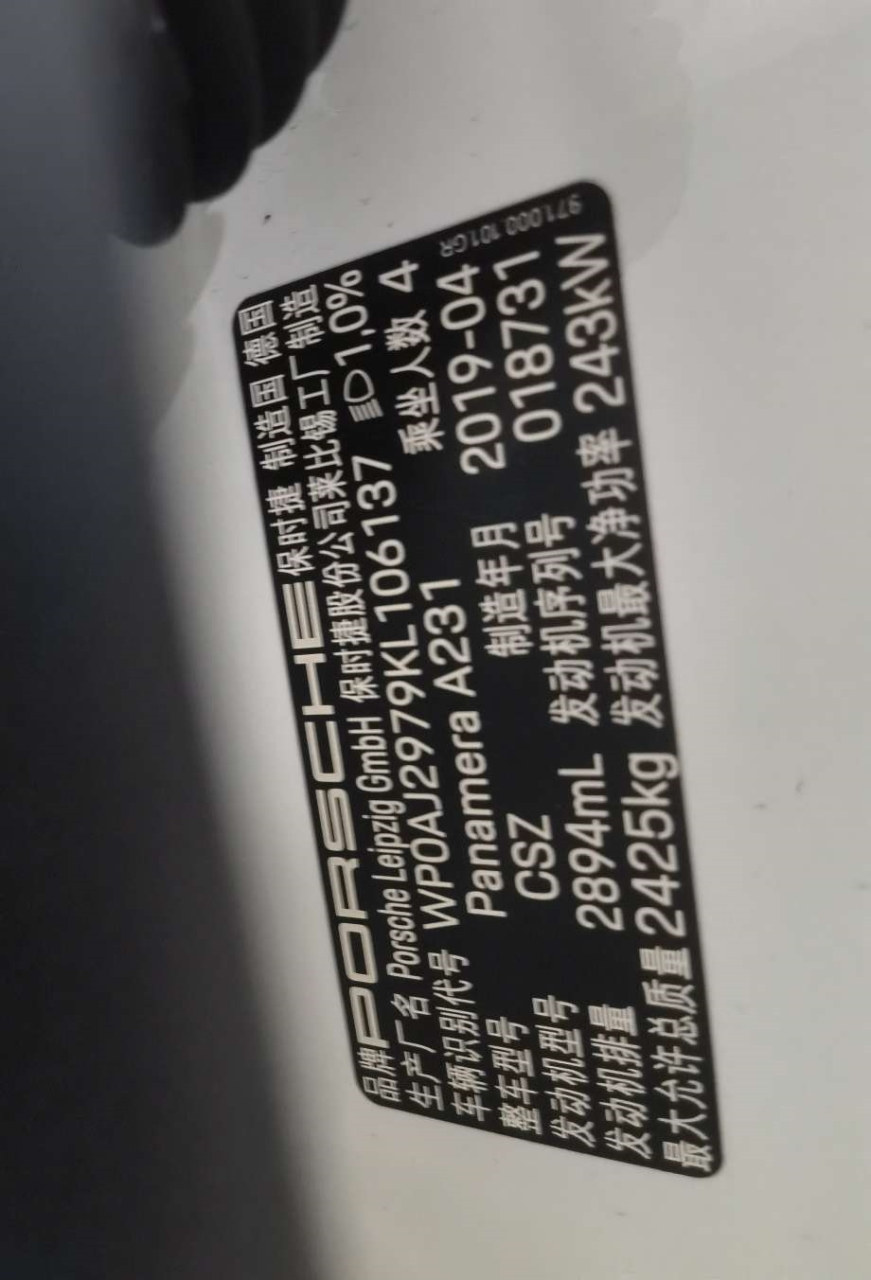 971.000.101.GR
品牌 PORSCHE 保时捷 制造国 德国
生产厂名 Porsche Leipzig GmbH 保时捷股份公司莱比锡工厂制造
车辆识别代号 WP0AJ2979KL106137 1,0%
整车型号 Panamera A231 乘坐人数 4
发动机型号 CSZ 制造年月 2019-04
发动机排量 2894mL 发动机序列号 018731
最大允许总质量 2425kg 发动机最大净功率 243kW